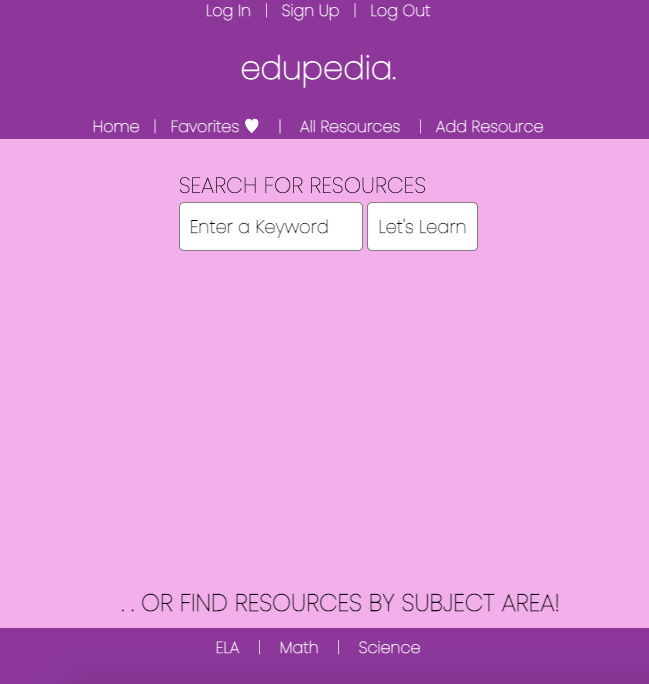 Log In | Sign Up | Log Out
edupedia.
Home | Favorites ♥ | All Resources | Add Resource
SEARCH FOR RESOURCES
Enter a Keyword Let's Learn
. . OR FIND RESOURCES BY SUBJECT AREA!
ELA | Math | Science